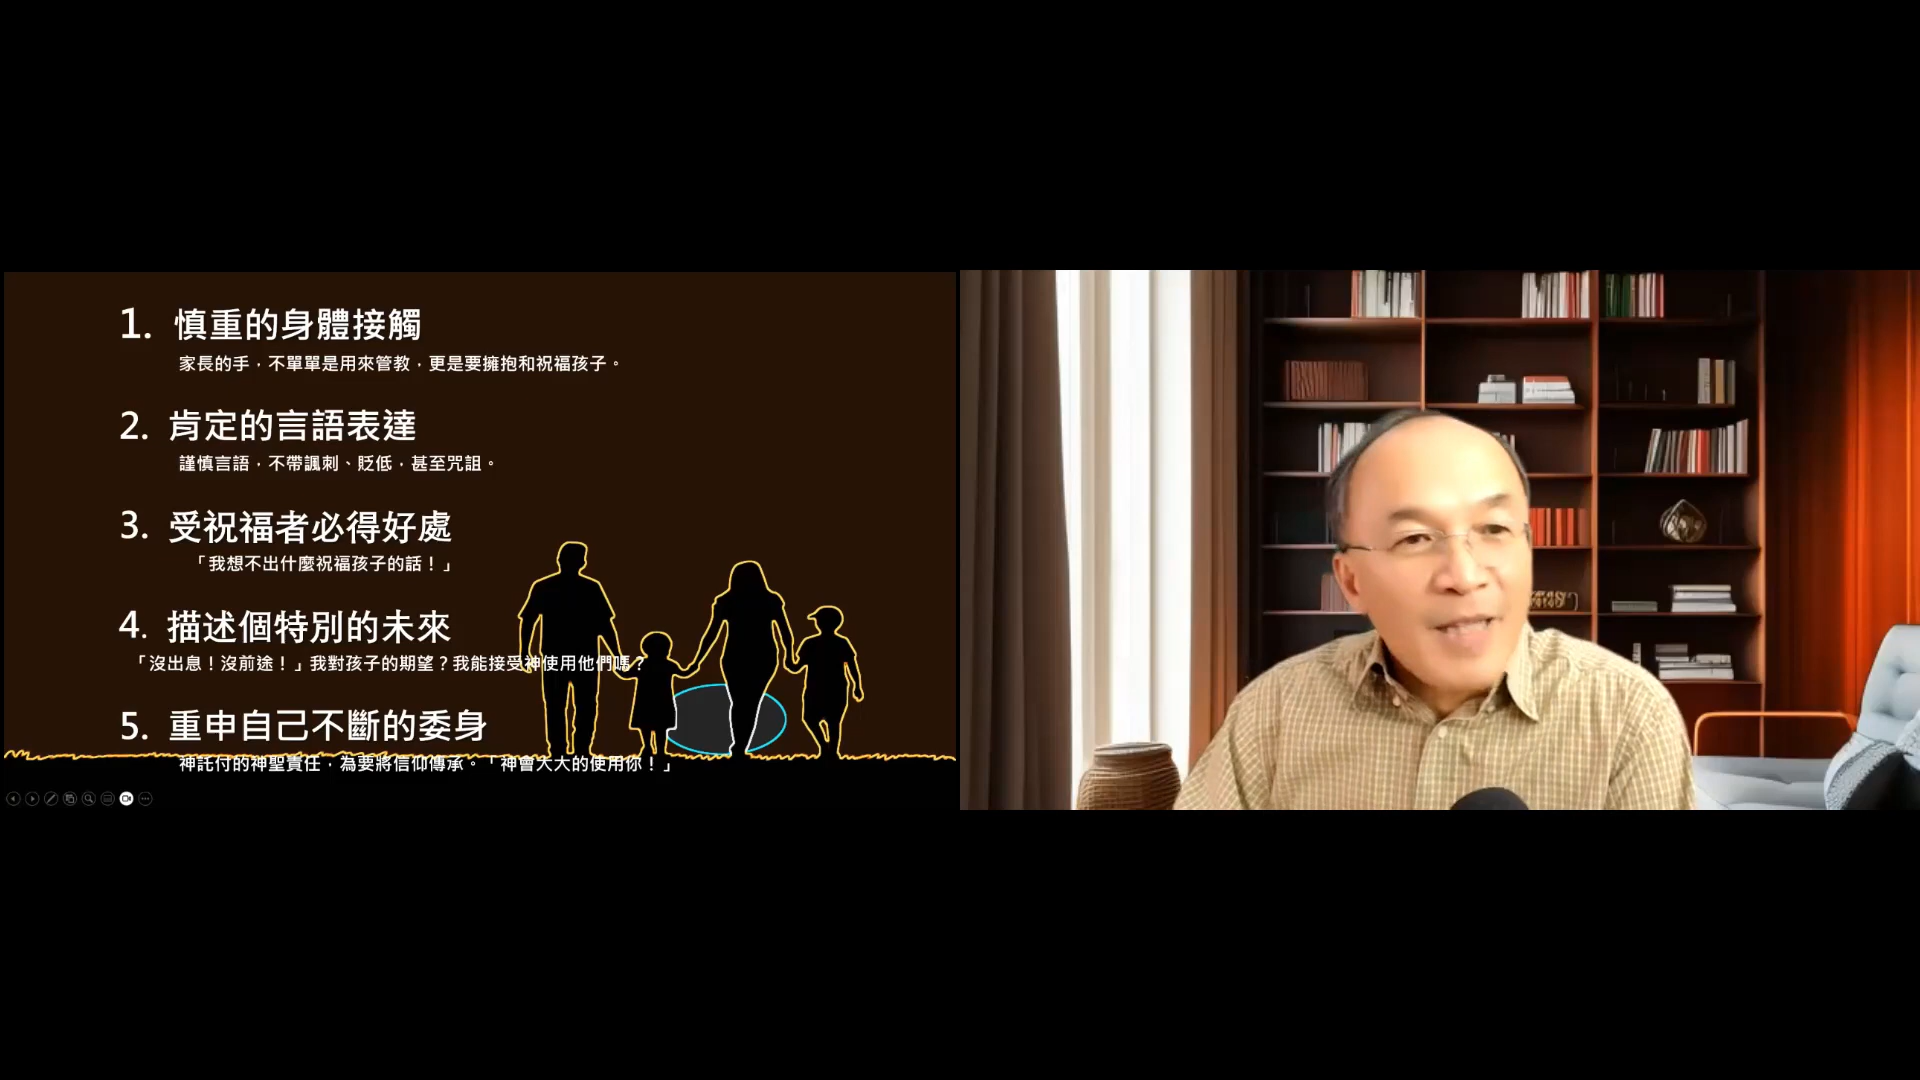 1. 慎重的身體接觸
家長的手，不單單是用來管教，更是要擁抱和祝福孩子。
2. 肯定的言語表達
謹慎言語，不帶諷刺、貶低，甚至咒詛。
3. 受祝福者必得好處
「我想不出什麼祝福孩子的話！」
4. 描述個特別的未來
「沒出息！沒前途！」我對孩子的期望？我能接受神使用他們嗎？
5. 重申自己不斷的委身
神託付的神聖責任，為要將信仰傳承。「神會大大的使用你！」